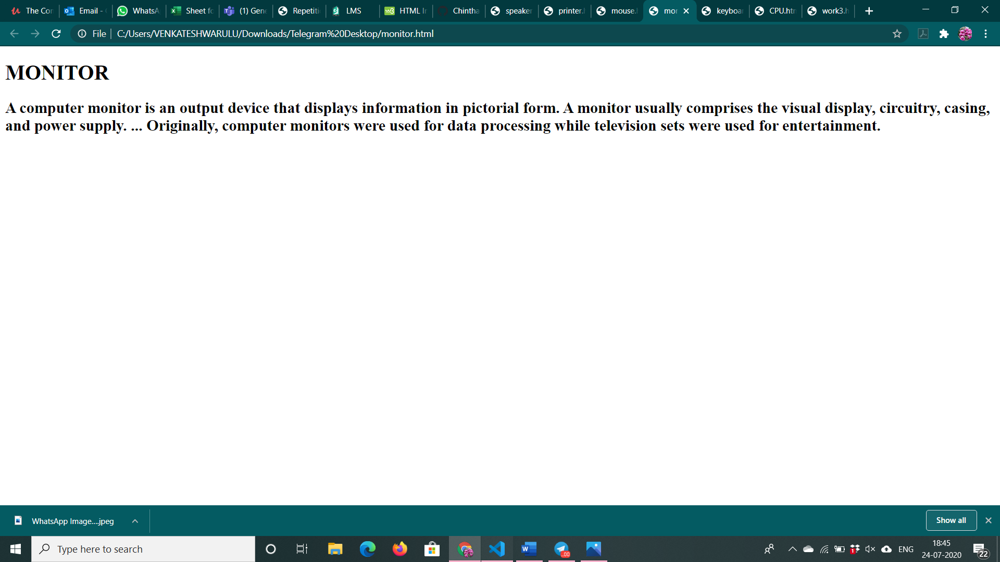 The Con Email - WhatsA Sheet fo (1) Gene Repetiti LMS HTML Ir Chintha speaker printer. mouse. mor keyboar CPU.htm work3.h
File C:/Users/VENKATESHWARULU/Downloads/Telegram%20Desktop/monitor.html
MONITOR
A computer monitor is an output device that displays information in pictorial form. A monitor usually comprises the visual display, circuitry, casing,
and power supply. ... Originally, computer monitors were used for data processing while television sets were used for entertainment.
WhatsApp Image....jpeg Show all
Type here to search ENG 18:45
24-07-2020 22